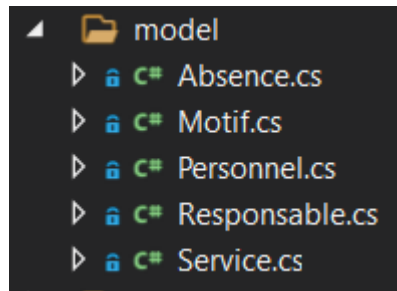 model
C# Absence.cs
C# Motif.cs
C# Personnel.cs
C# Responsable.cs
C# Service.cs